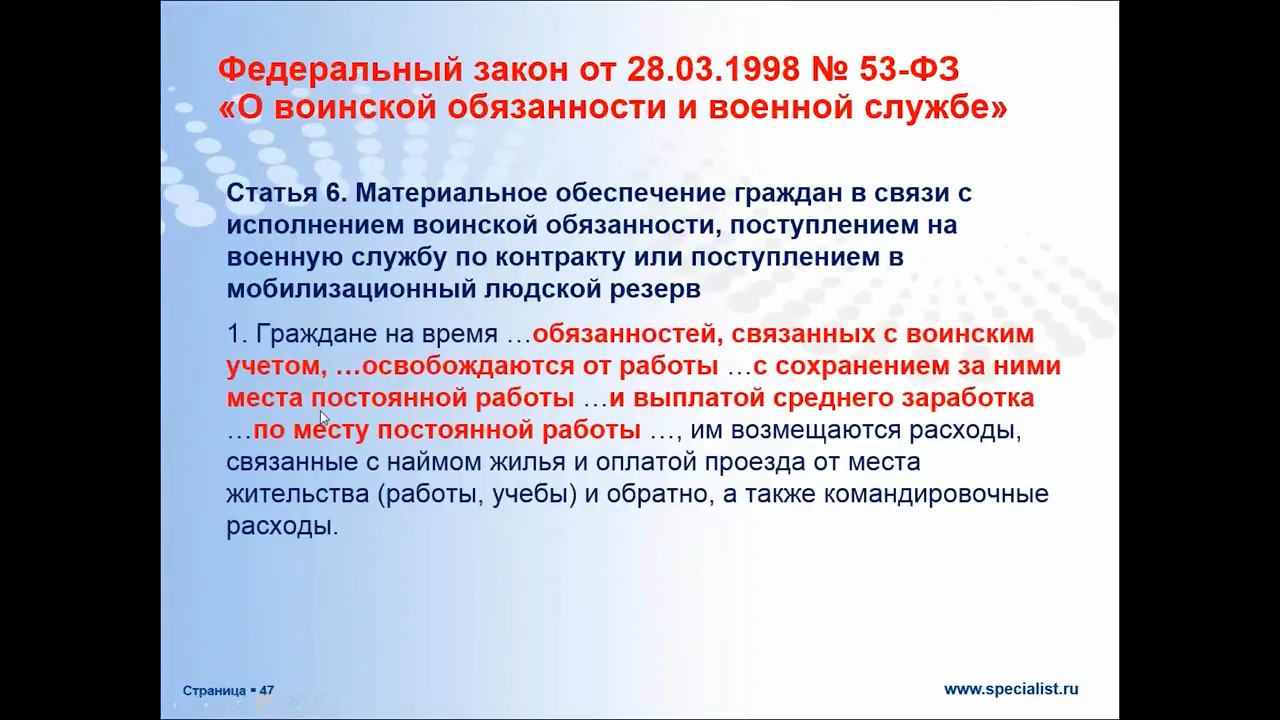 Федеральный закон от 28.03.1998 № 53-ФЗ
«О воинской обязанности и военной службе»
Статья 6. Материальное обеспечение граждан в связи с
исполнением воинской обязанности, поступлением на
военную службу по контракту или поступлением в
мобилизационный людской резерв
1. Граждане на время …обязанностей, связанных с воинским
учетом, …освобождаются от работы …с сохранением за ними
места постоянной работы …и выплатой среднего заработка
…по месту постоянной работы …, им возмещаются расходы,
связанные с наймом жилья и оплатой проезда от места
жительства (работы, учебы) и обратно, а также командировочные
расходы.
Страница ▪ 47
www.specialist.ru